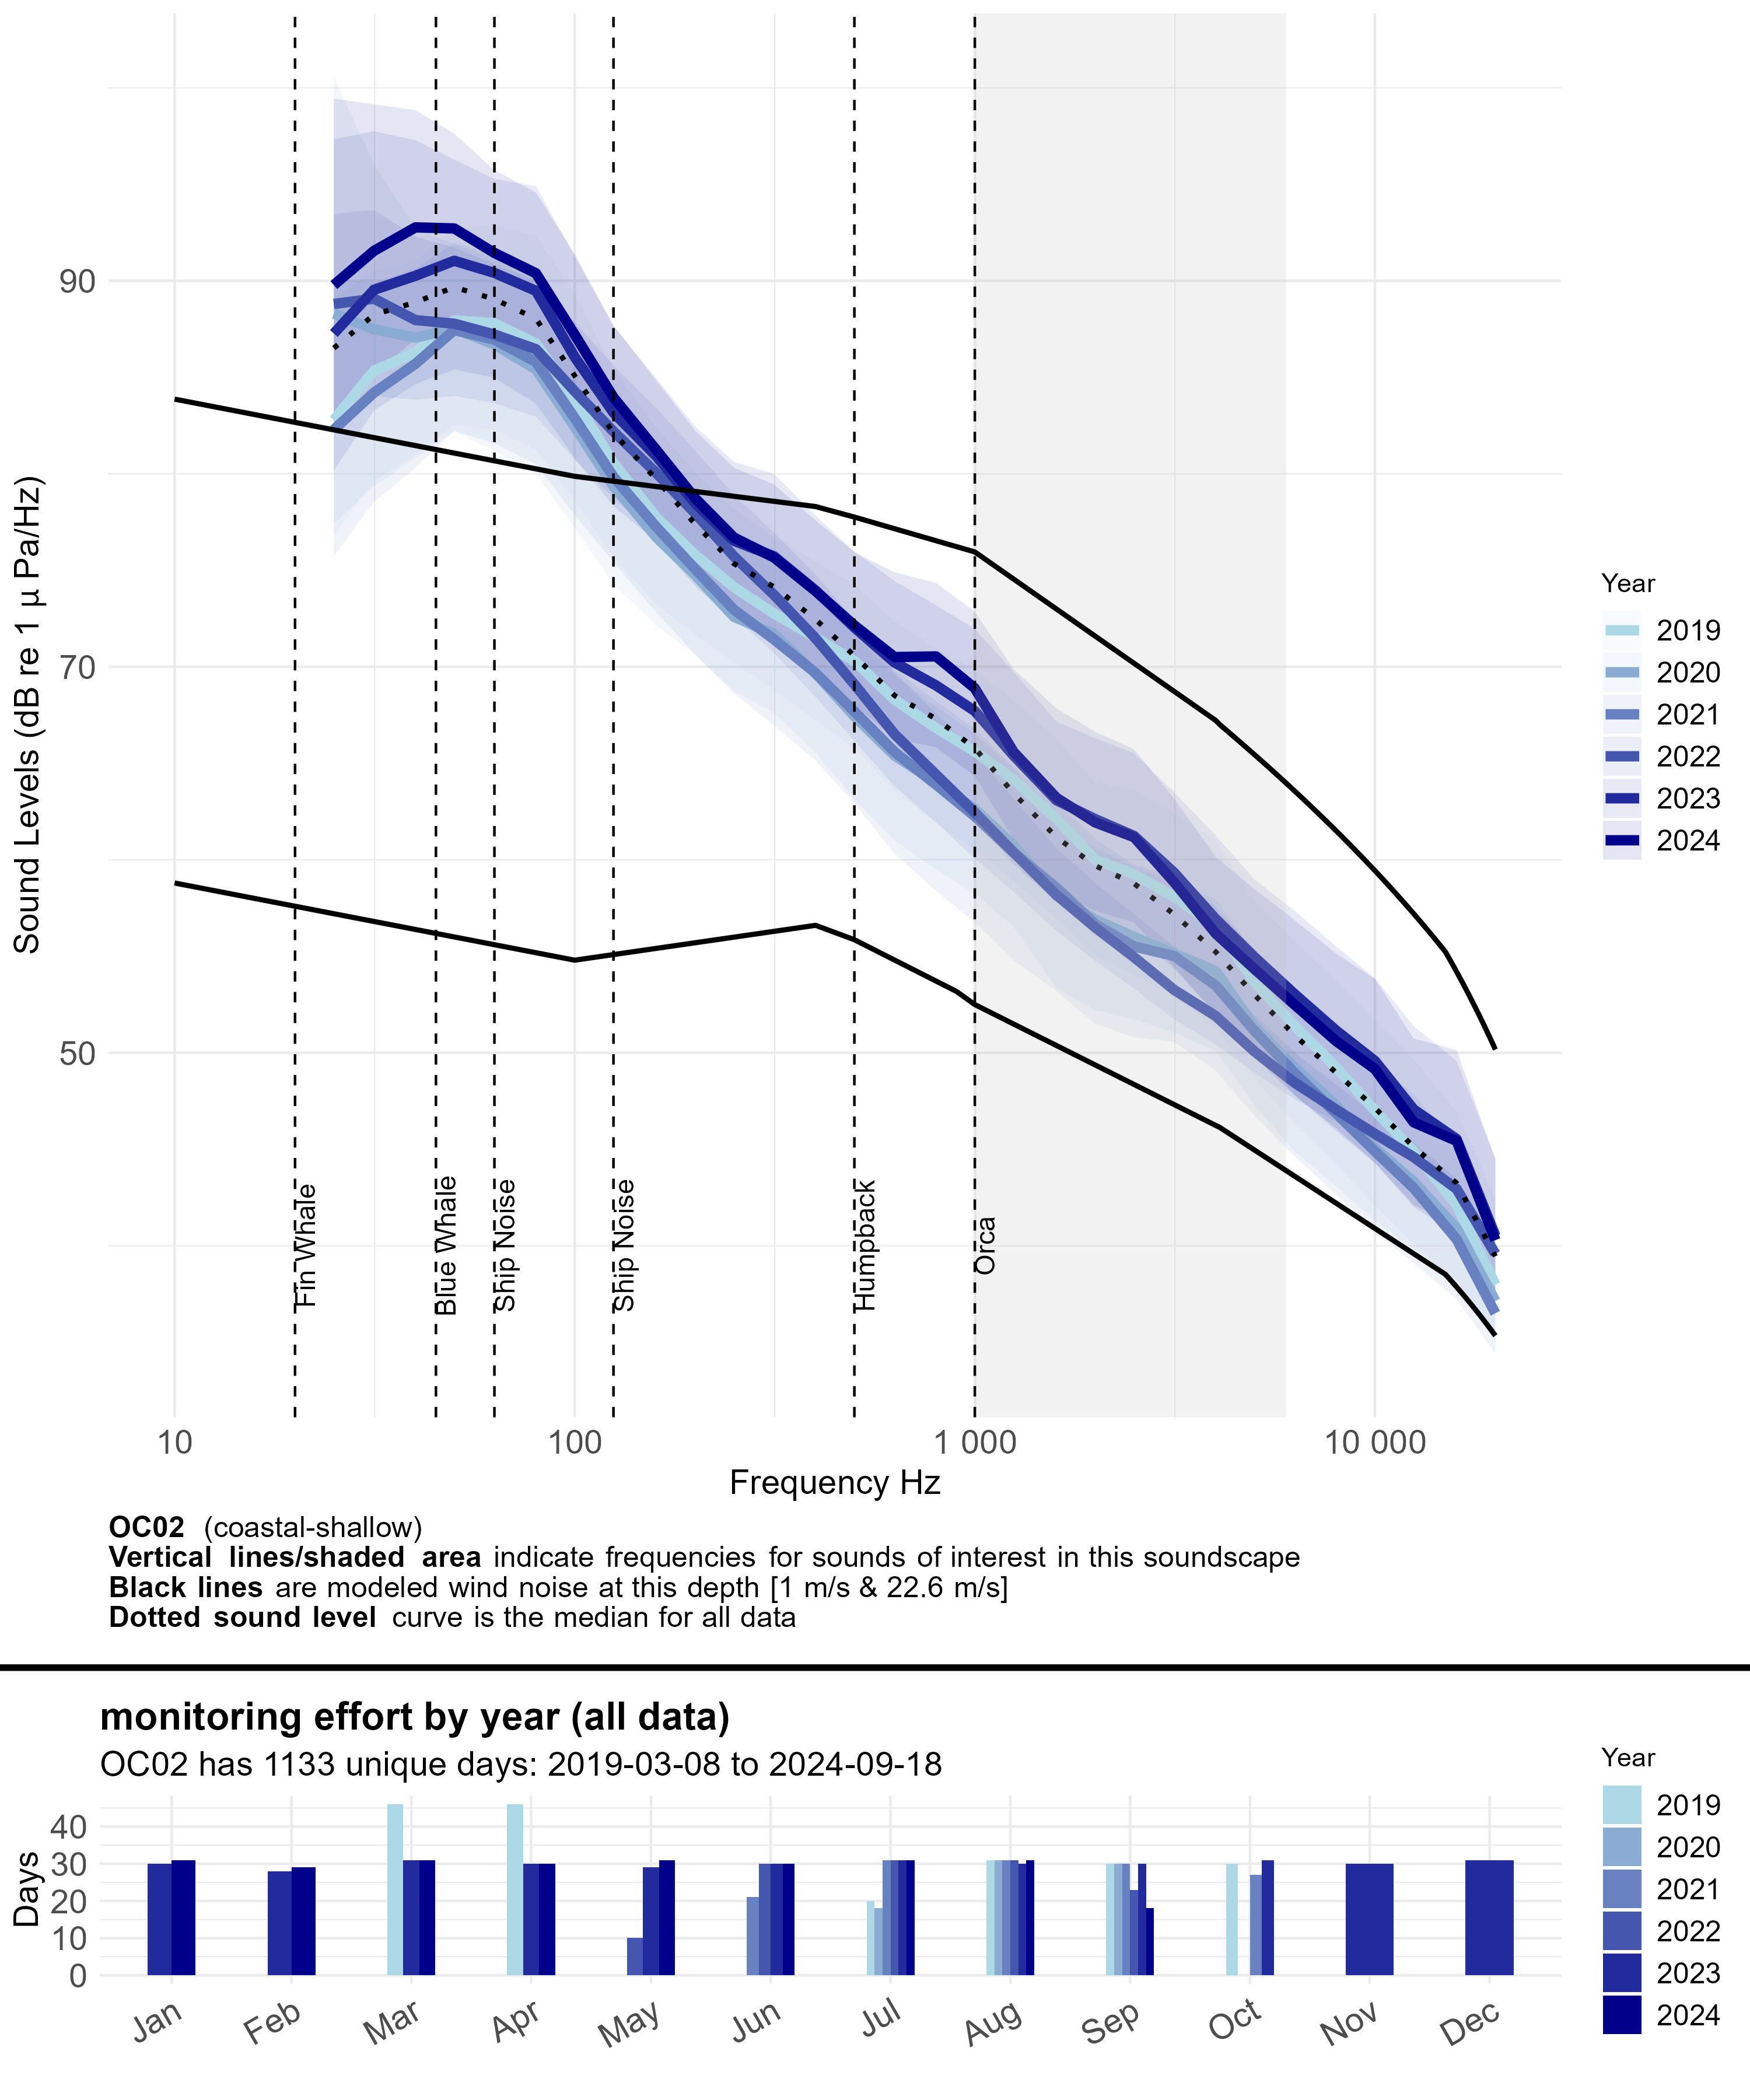 90
70
50
Sound Levels (dB re 1 µ Pa/Hz)
Fin Whale
Blue Whale
Ship Noise
Ship Noise
Humpback
Orca
10
100
1 000
10 000
Frequency Hz
Year
2019
2020
2021
2022
2023
2024
OC02 (coastal-shallow)
Vertical lines/shaded area indicate frequencies for sounds of interest in this soundscape
Black lines are modeled wind noise at this depth [1 m/s & 22.6 m/s]
Dotted sound level curve is the median for all data
monitoring effort by year (all data)
OC02 has 1133 unique days: 2019-03-08 to 2024-09-18
Days
40
30
20
10
0
Jan
Feb
Mar
Apr
May
Jun
Jul
Aug
Sep
Oct
Nov
Dec
Year
2019
2020
2021
2022
2023
2024